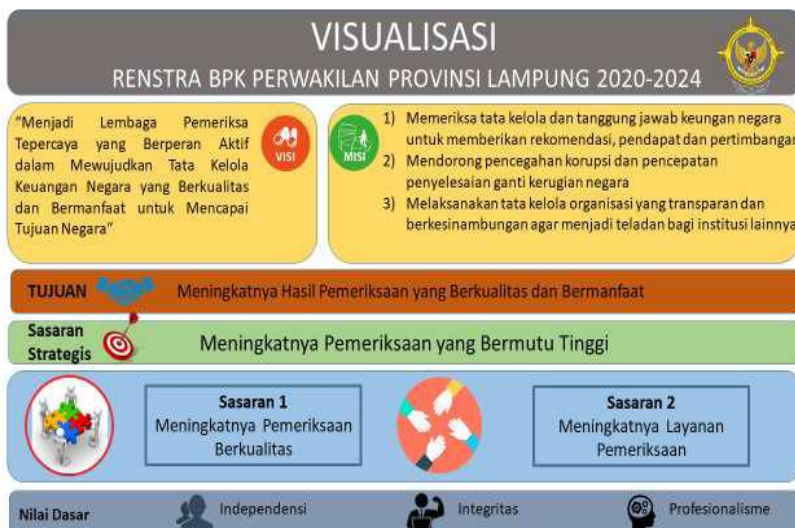 VISUALISASI
RENSTRA BPK PERWAKILAN PROVINSI LAMPUNG 2020-2024
"Menjadi Lembaga Pemeriksa
Tepercaya yang Berperan Aktif
dalam Mewujudkan Tata Kelola
Keuangan Negara yang Berkualitas
dan Bermanfaat untuk Mencapai
Tujuan Negara"
VISI
MISI
1) Memeriksa tata kelola dan tanggung jawab keungan negara
untuk memberikan rekomendasi, pendapat dan pertimbangan
2) Mendorong pencegahan korupsi dan pencepatan
penyelesaian ganti kerugian negara
3) Melaksanakan tata kelola organisasi yang transparan dan
berkesinambungan agar menjadi teladan bagi institusi lainnya
TUJUAN Meningkatnya Hasil Pemeriksaan yang Berkualitas dan Bermanfaat
Sasaran
Strategis
Meningkatnya Pemeriksaan yang Bermutu Tinggi
Sasaran 1
Meningkatnya Pemeriksaan
Berkualitas
Sasaran 2
Meningkatnya Layanan
Pemeriksaan
Nilai Dasar Independensi Integritas Profesionalisme